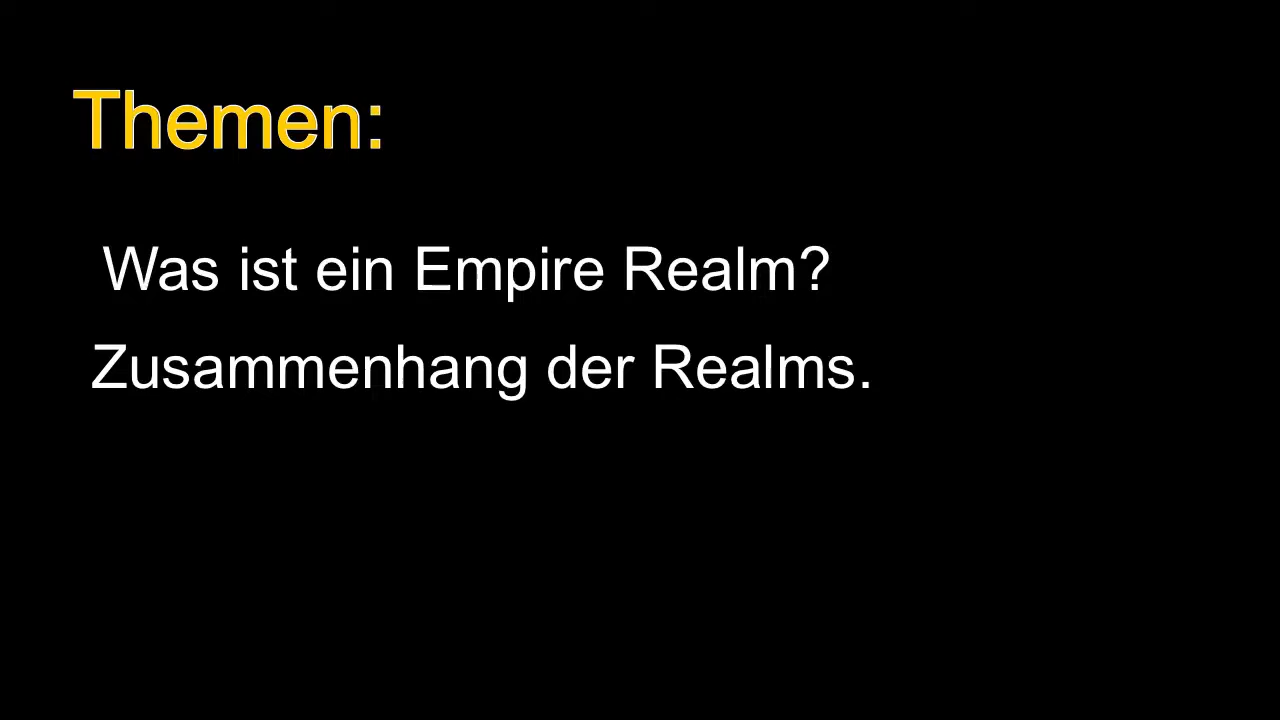 Themen:
Was ist ein Empire Realm?
Zusammenhang der Realms.